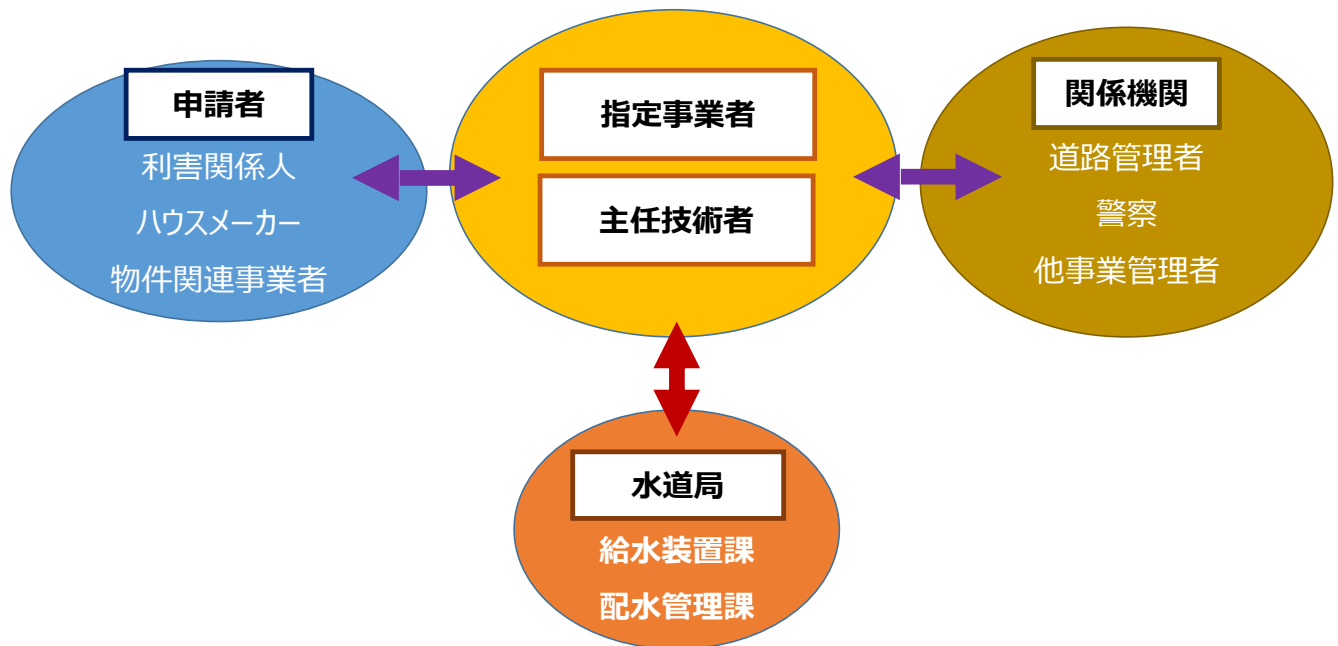 申請者
利害関係人
ハウスメーカー
物件関連事業者
指定事業者
主任技術者
関係機関
道路管理者
警察
他事業管理者
水道局
給水装置課
配水管理課